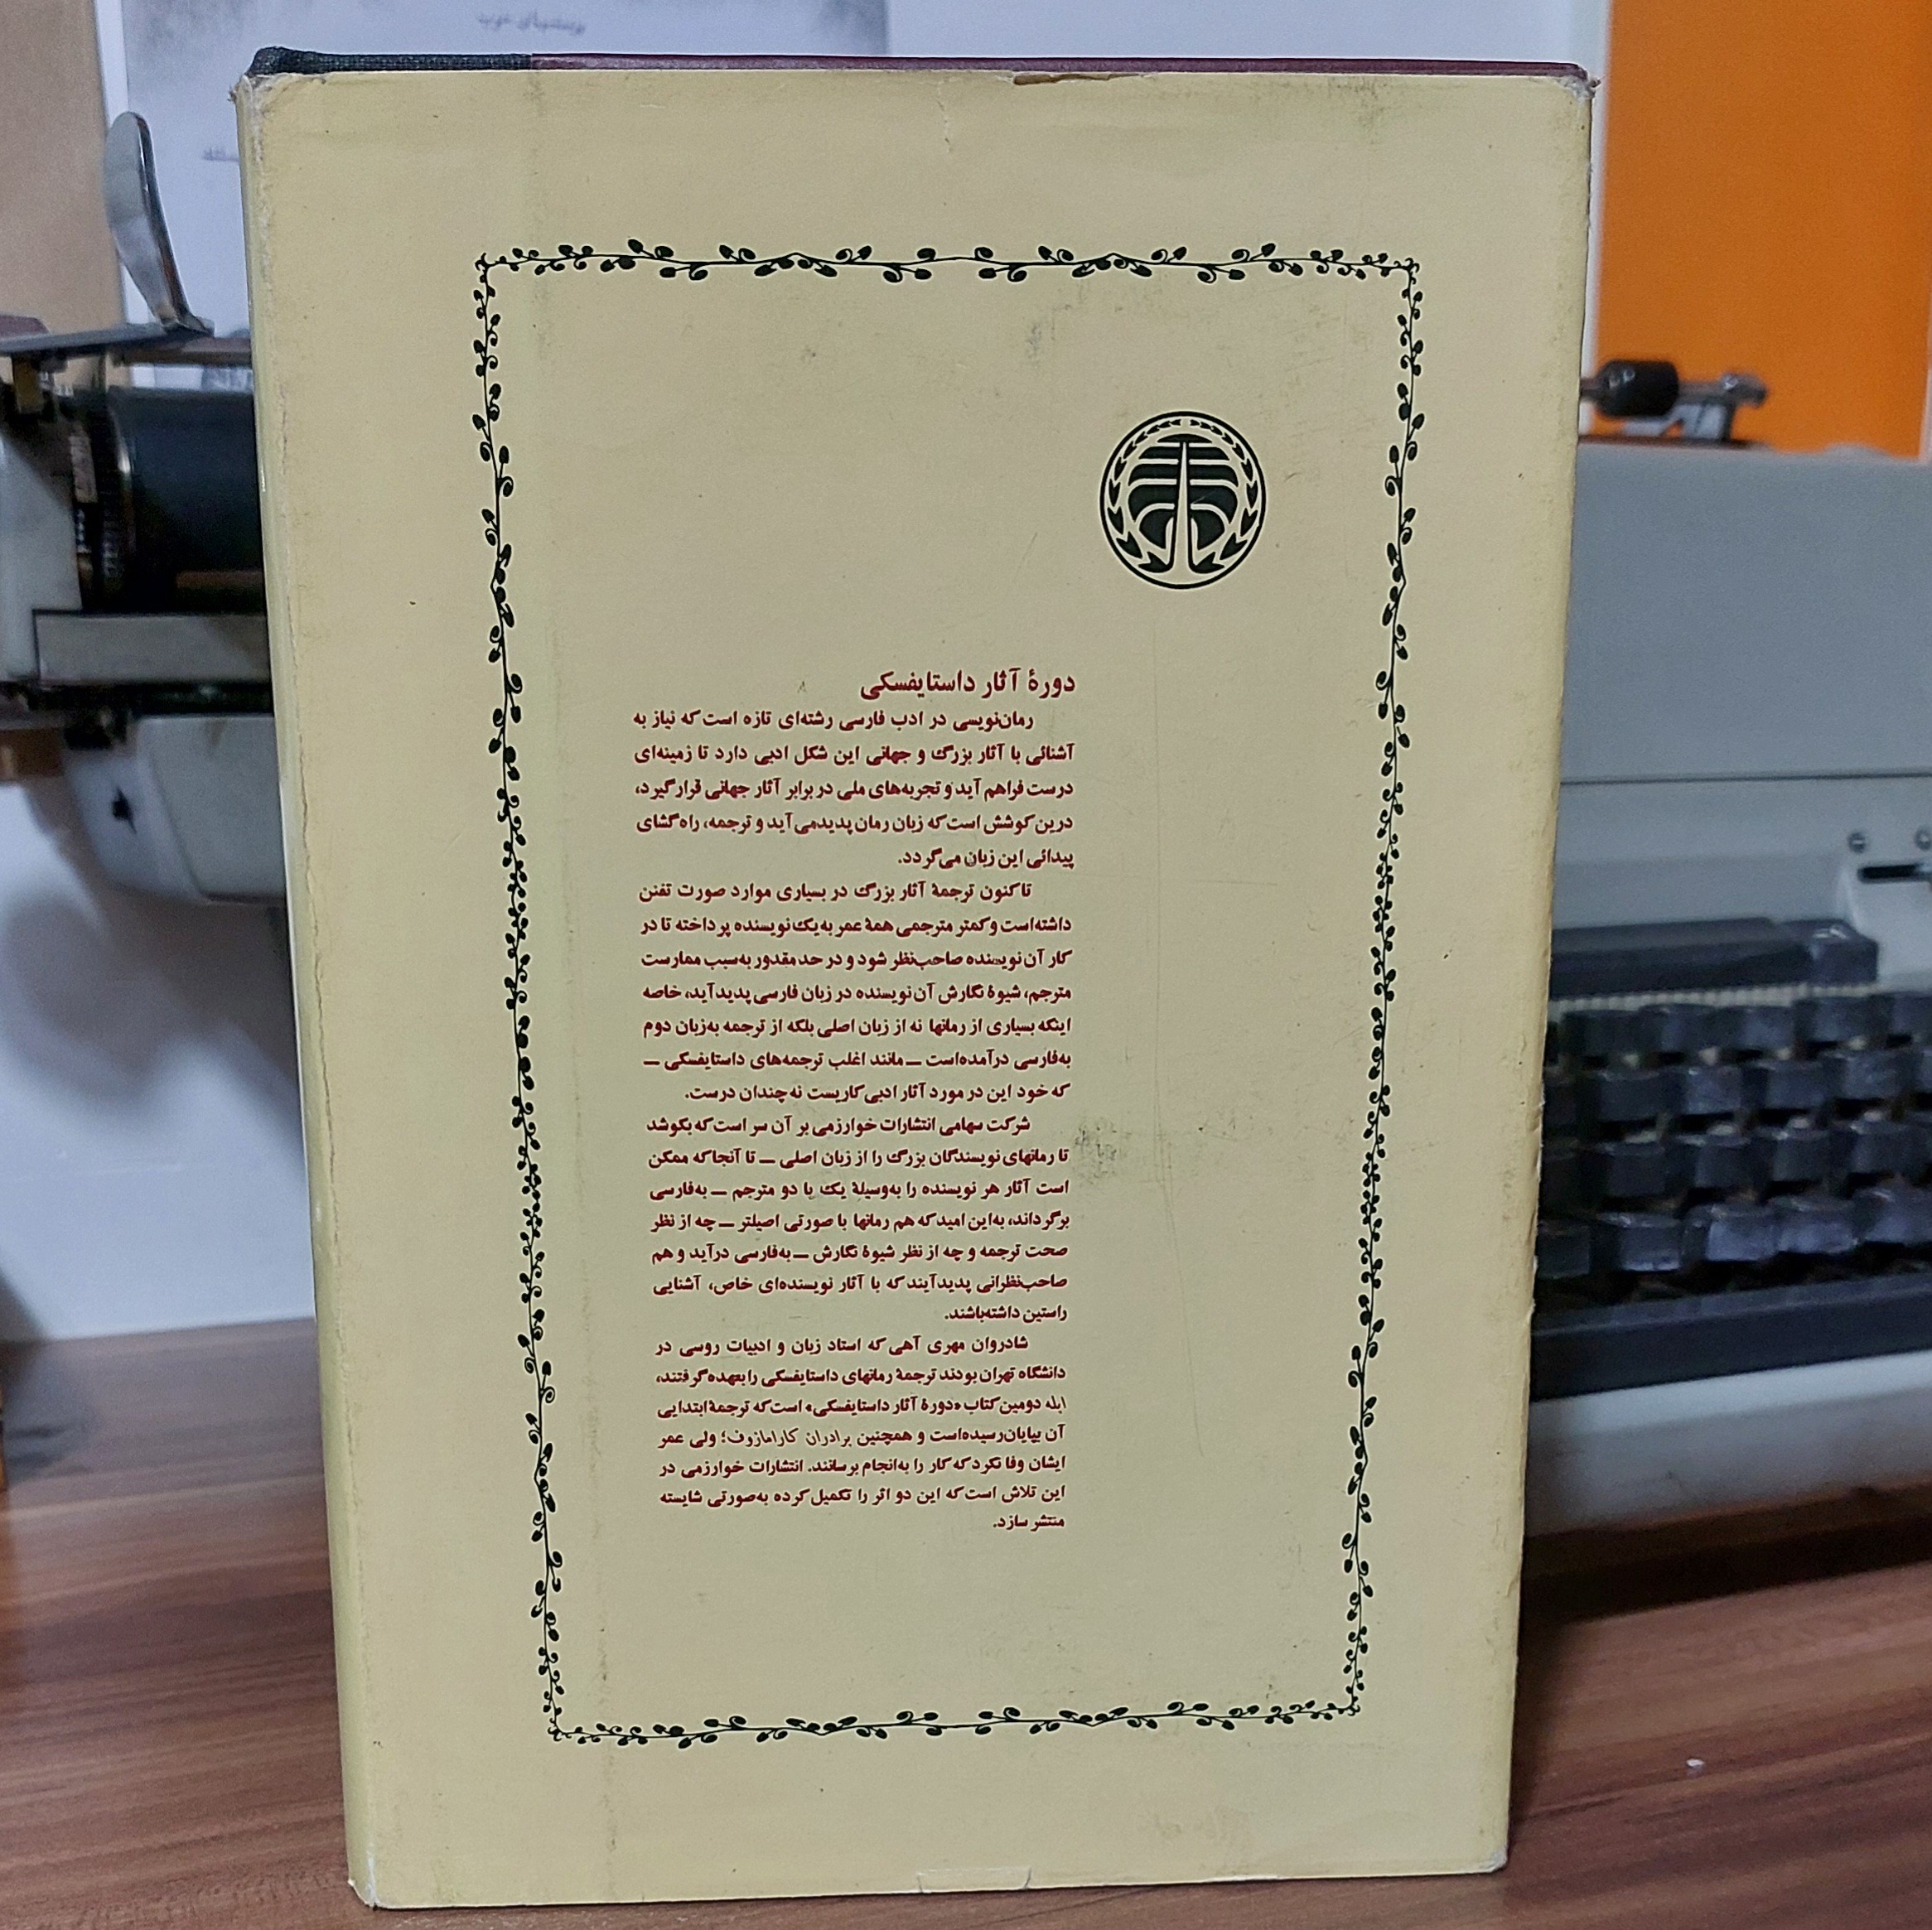 دورهٔ آثار داستایفسکی
رمان‌نویسی در ادب فارسی رشته‌ای تازه است که نیاز به
آشنائی با آثار بزرگ و جهانی این شکل ادبی دارد تا زمینه‌ای
درست فراهم آید و تجربه‌های ملی در برابر آثار جهانی قرار گیرد،
درین کوشش است که زبان رمان پدید می‌آید و ترجمه، راه‌گشای
پیدائی این زبان می‌گردد.
تاکنون ترجمهٔ آثار بزرگ در بسیاری موارد صورت تفنن
داشته‌است و کمتر مترجمی همهٔ عمر به یک نویسنده پرداخته تا در
کار آن نویسنده صاحب‌نظر شود و در حد مقدور به‌سبب ممارست
مترجم، شیوهٔ نگارش آن نویسنده در زبان فارسی پدید آید، خاصه
اینکه بسیاری از رمانها نه از زبان اصلی بلکه از ترجمه به‌زبان دوم
به‌فارسی درآمده‌است ــ مانند اغلب ترجمه‌های داستایفسکی ــ
که خود این در مورد آثار ادبی کاریست نه چندان درست.
شرکت سهامی انتشارات خوارزمی بر آن سر است که بکوشد
تا رمانهای نویسندگان بزرگ را از زبان اصلی ــ تا آنجا که ممکن
است آثار هر نویسنده را به‌وسیلهٔ یک یا دو مترجم ــ به‌فارسی
برگرداند، به‌این امید که هم رمانها با صورتی اصیلتر ــ چه از نظر
صحت ترجمه و چه از نظر شیوهٔ نگارش ــ به‌فارسی درآید و هم
صاحب‌نظرانی پدید آیند که با آثار نویسنده‌ای خاص، آشنایی
راستین داشته‌باشند.
شادروان مهری آهی که استاد زبان و ادبیات روسی در
دانشگاه تهران بودند ترجمهٔ رمانهای داستایفسکی را بعهده گرفتند،
ابله دومین کتاب «دورهٔ آثار داستایفسکی» است که ترجمهٔ ابتدایی
آن بپایان رسیده‌است و همچنین برادران کارامازوف؛ ولی عمر
ایشان وفا نکرد که کار را به‌انجام برسانند. انتشارات خوارزمی در
این تلاش است که این دو اثر را تکمیل کرده به‌صورتی شایسته
منتشر سازد.